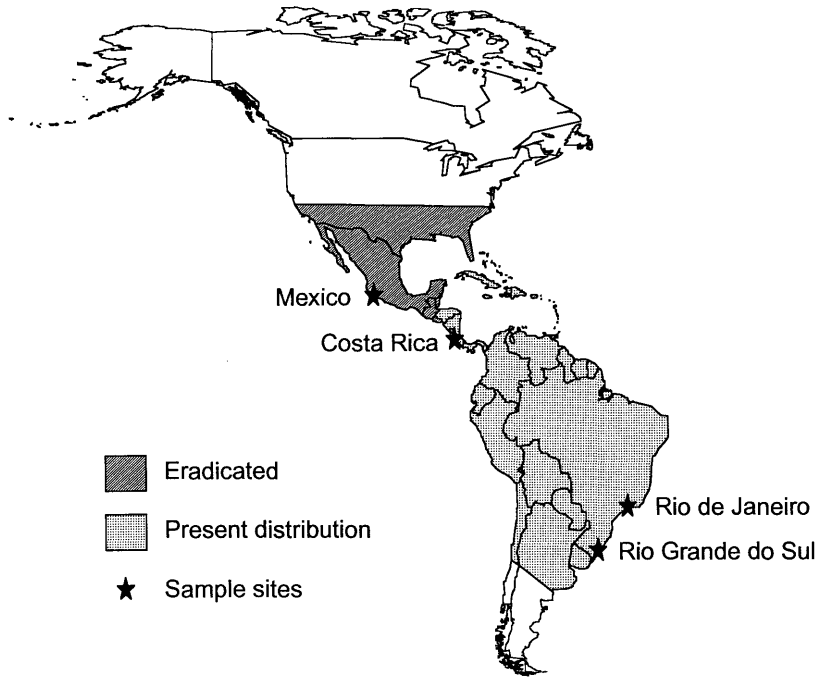 Mexico
Costa Rica
Eradicated
Present distribution
Rio de Janeiro
Rio Grande do Sul
Sample sites